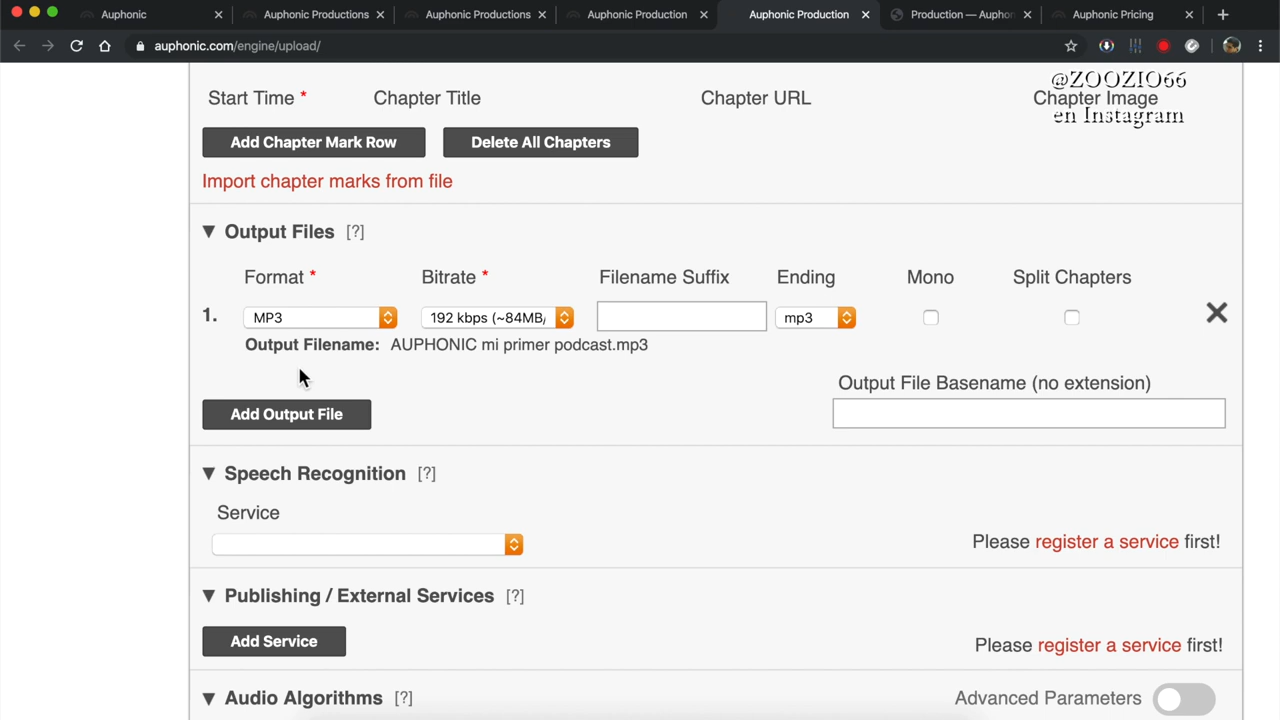 Auphonic
Auphonic Productions
Auphonic Productions
Auphonic Production
Auphonic Production
Production — Auphon
Auphonic Pricing
auphonic.com/engine/upload/
@ZOOZIO66
en Instagram
Start Time * Chapter Title Chapter URL Chapter Image
Add Chapter Mark Row Delete All Chapters
Import chapter marks from file
Output Files [?]
Format * Bitrate * Filename Suffix Ending Mono Split Chapters
1. MP3 192 kbps (~84MB/ mp3
Output Filename: AUPHONIC mi primer podcast.mp3
Output File Basename (no extension)
Add Output File
Speech Recognition [?]
Service
Please register a service first!
Publishing / External Services [?]
Add Service Please register a service first!
Audio Algorithms [?] Advanced Parameters